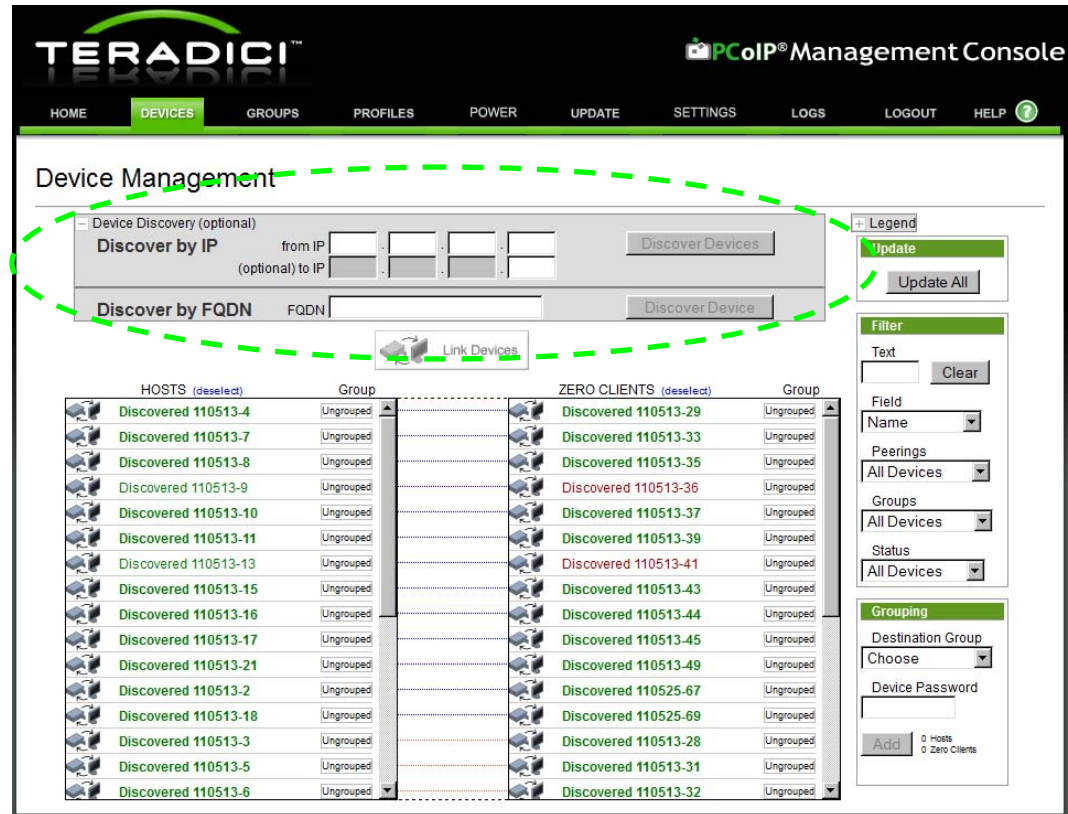 TERADICI™
PCoIP® Management Console
HOME DEVICES GROUPS PROFILES POWER UPDATE SETTINGS LOGS LOGOUT HELP ?
Device Management
Device Discovery (optional)
Discover by IP from IP . . . Discover Devices
(optional) to IP . . .
Discover by FQDN FQDN Discover Device
Link Devices
HOSTS (deselect) Group ZERO CLIENTS (deselect) Group
Discovered 110513-4 Ungrouped Discovered 110513-29 Ungrouped
Discovered 110513-7 Ungrouped Discovered 110513-33 Ungrouped
Discovered 110513-8 Ungrouped Discovered 110513-35 Ungrouped
Discovered 110513-9 Ungrouped Discovered 110513-36 Ungrouped
Discovered 110513-10 Ungrouped Discovered 110513-37 Ungrouped
Discovered 110513-11 Ungrouped Discovered 110513-39 Ungrouped
Discovered 110513-13 Ungrouped Discovered 110513-41 Ungrouped
Discovered 110513-15 Ungrouped Discovered 110513-43 Ungrouped
Discovered 110513-16 Ungrouped Discovered 110513-44 Ungrouped
Discovered 110513-17 Ungrouped Discovered 110513-45 Ungrouped
Discovered 110513-21 Ungrouped Discovered 110513-49 Ungrouped
Discovered 110513-2 Ungrouped Discovered 110525-67 Ungrouped
Discovered 110513-18 Ungrouped Discovered 110525-69 Ungrouped
Discovered 110513-3 Ungrouped Discovered 110513-28 Ungrouped
Discovered 110513-5 Ungrouped Discovered 110513-31 Ungrouped
Discovered 110513-6 Ungrouped Discovered 110513-32 Ungrouped
+ Legend
Update
Update All
Filter
Text
Clear
Field
Name
Peerings
All Devices
Groups
All Devices
Status
All Devices
Grouping
Destination Group
Choose
Device Password
Add
0 Hosts
0 Zero Clients